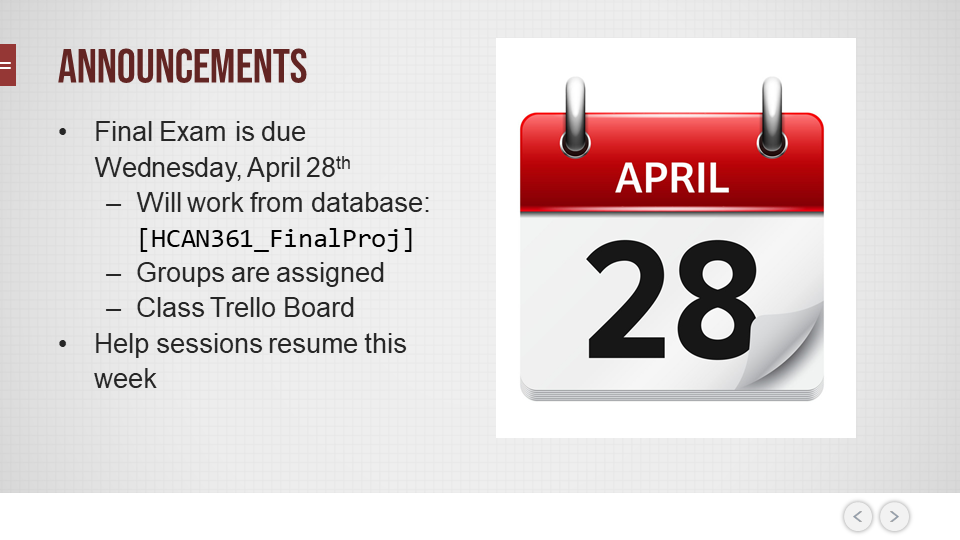 ANNOUNCEMENTS
• Final Exam is due
Wednesday, April 28th
– Will work from database:
[HCAN361_FinalProj]
– Groups are assigned
– Class Trello Board
• Help sessions resume this
week
APRIL
28